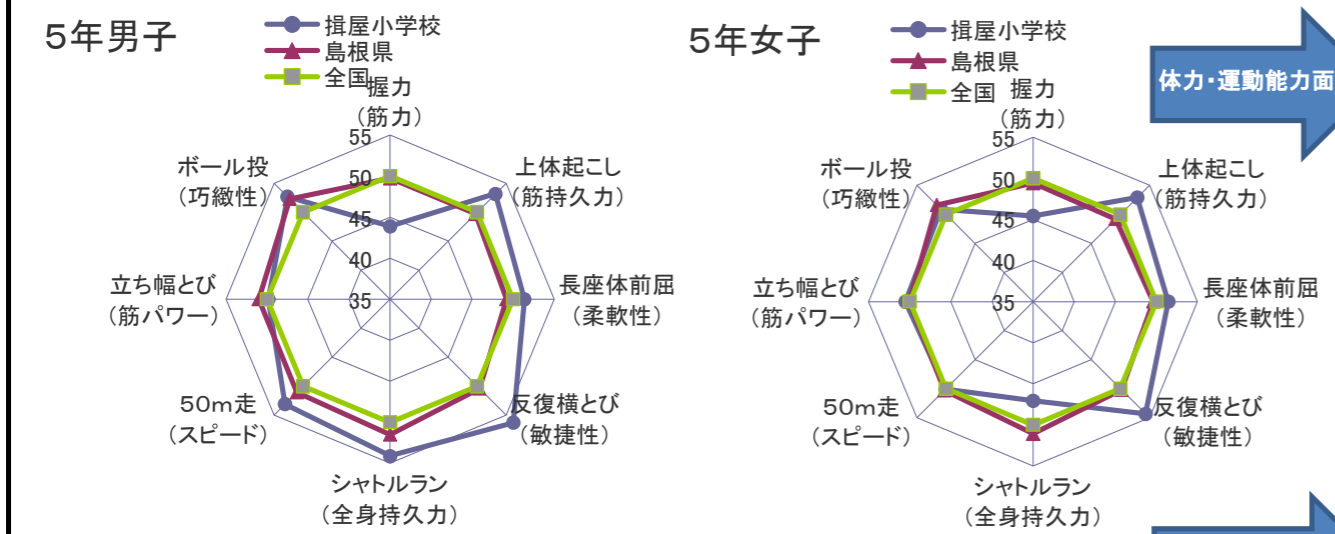 5年男子
揖屋小学校
島根県
全国
握力
(筋力)
上体起こし
(筋持久力)
長座体前屈
(柔軟性)
反復横とび
(敏捷性)
シャトルラン
(全身持久力)
50m走
(スピード)
立ち幅とび
(筋パワー)
ボール投
(巧緻性)
55
50
45
40
35
5年女子
揖屋小学校
島根県
全国
握力
(筋力)
上体起こし
(筋持久力)
長座体前屈
(柔軟性)
反復横とび
(敏捷性)
シャトルラン
(全身持久力)
50m走
(スピード)
立ち幅とび
(筋パワー)
ボール投
(巧緻性)
55
50
45
40
35
体力・運動能力面